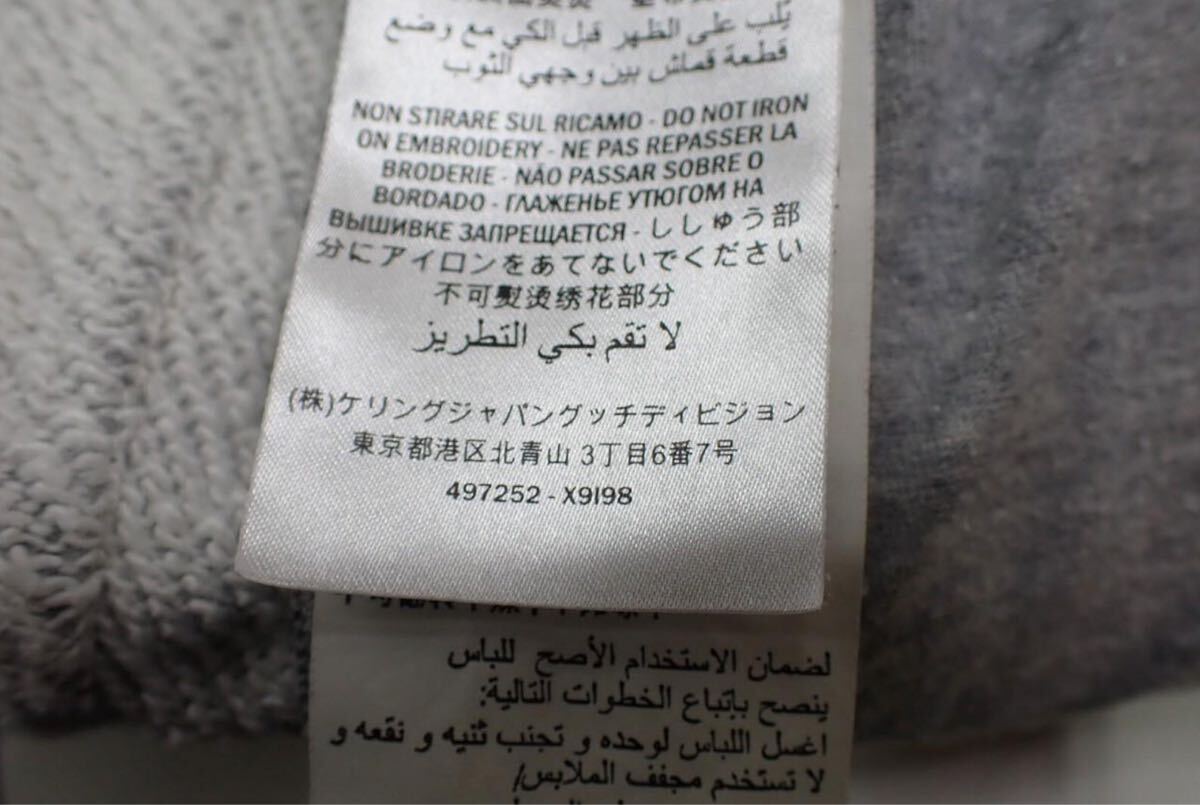 يُلب على الظهر قبل الكي مع وضع
قطعة قماش بين وجهي الثوب
NON STIRARE SUL RICAMO - DO NOT IRON
ON EMBROIDERY - NE PAS REPASSER LA
BRODERIE - NÃO PASSAR SOBRE O
BORDADO - ГЛАЖЕНЬЕ УТЮГОМ НА
ВЫШИВКЕ ЗАПРЕЩАЕТСЯ - ししゅう部
分にアイロンをあてないでください
不可熨烫绣花部分
لا تقم بكي التطريز
(株)ケリングジャパングッチディビジョン
東京都港区北青山 3丁目6番7号
497252 - X9I98
لضمان الاستخدام الأصح للباس
ينصح بإتباع الخطوات التالية:
اغسل اللباس لوحده و تجنب ثنيه و نقعه و
لا تستخدم مجفف الملابس/